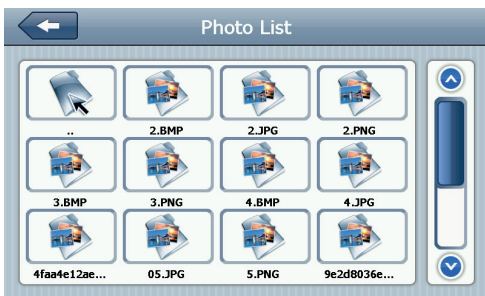 Photo List
.. 2.BMP 2.JPG 2.PNG
3.BMP 3.PNG 4.BMP 4.JPG
4faa4e12ae... 05.JPG 5.PNG 9e2d8036e...